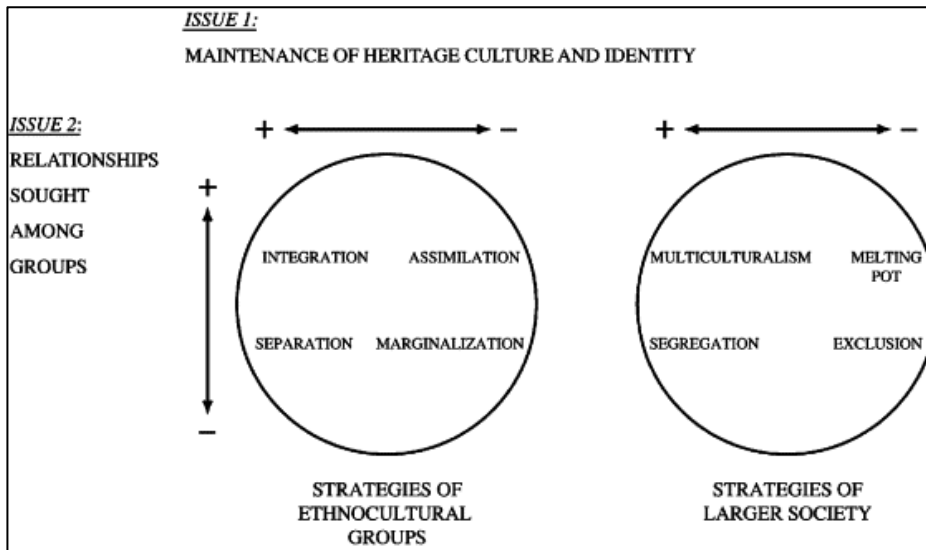 ISSUE 1:
MAINTENANCE OF HERITAGE CULTURE AND IDENTITY
ISSUE 2:
RELATIONSHIPS
SOUGHT
AMONG
GROUPS
+ –
+ –
+
–
INTEGRATION ASSIMILATION
SEPARATION MARGINALIZATION
STRATEGIES OF
ETHNOCULTURAL
GROUPS
MULTICULTURALISM MELTING
POT
SEGREGATION EXCLUSION
STRATEGIES OF
LARGER SOCIETY